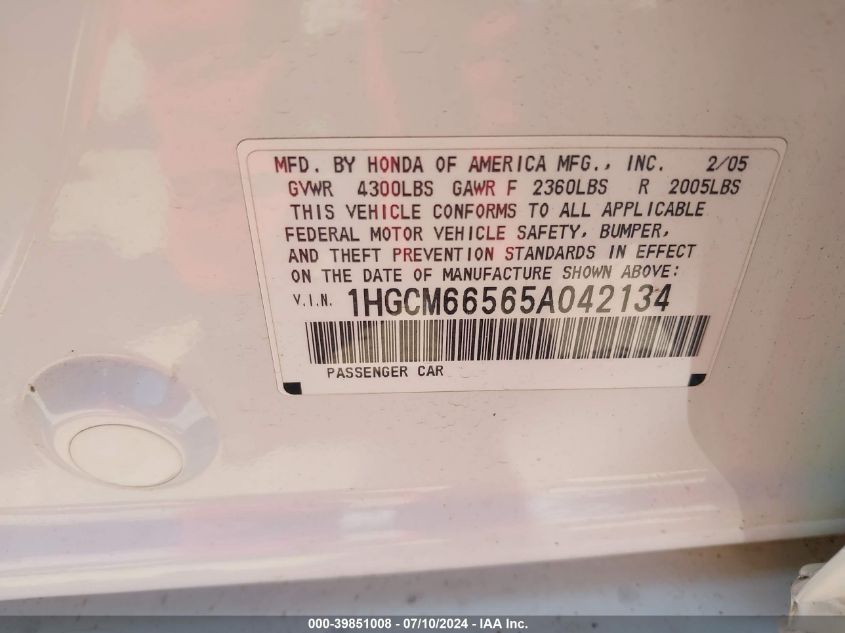 MFD. BY HONDA OF AMERICA MFG., INC. 2/05
GVWR 4300LBS GAWR F 2360LBS R 2005LBS
THIS VEHICLE CONFORMS TO ALL APPLICABLE
FEDERAL MOTOR VEHICLE SAFETY, BUMPER,
AND THEFT PREVENTION STANDARDS IN EFFECT
ON THE DATE OF MANUFACTURE SHOWN ABOVE:
V.I.N. 1HGCM66565A042134
PASSENGER CAR
000-39851008 - 07/10/2024 - IAA Inc.